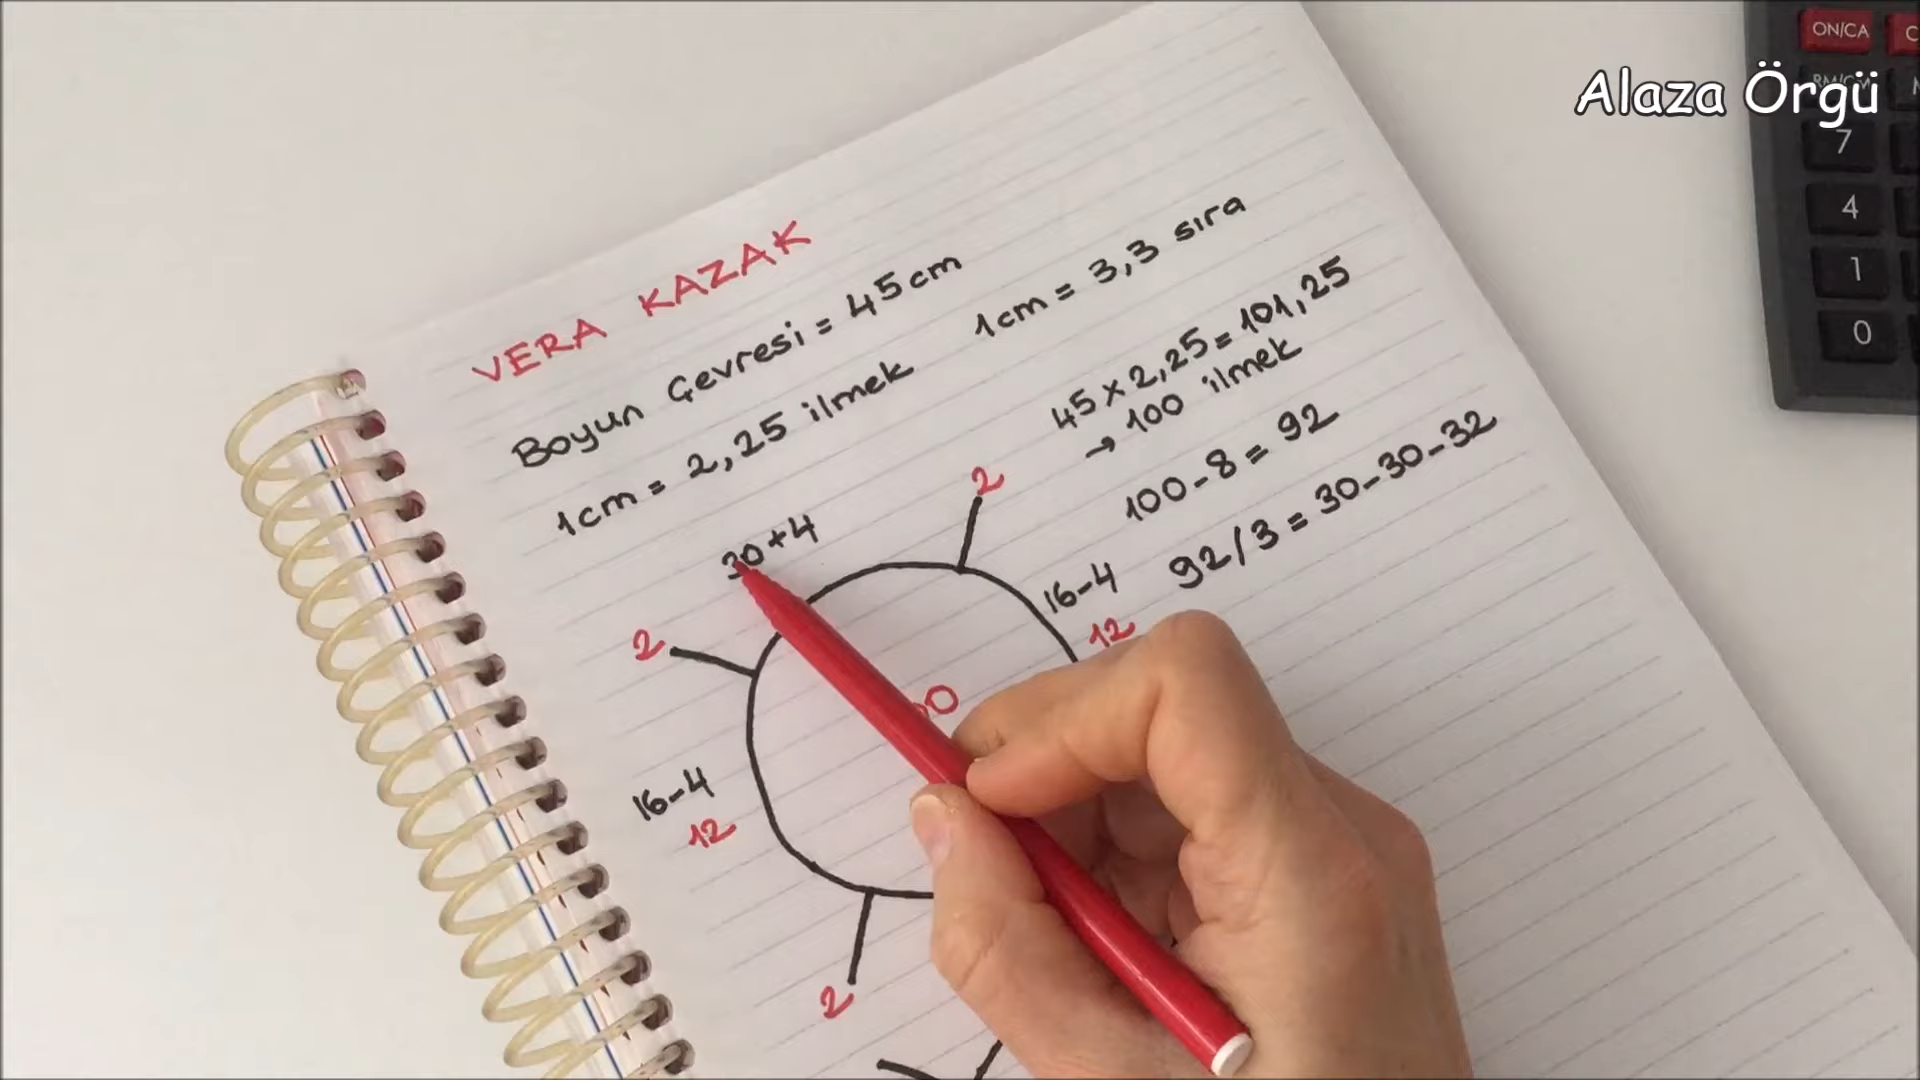 Alaza Örgü
ON/CA
7
4
1
0
VERA KAZAK
Boyun Çevresi = 45cm
1cm = 2,25 ilmek
1cm = 3,3 sıra
45 x 2,25 = 101,25
→ 100 ilmek
100 - 8 = 92
92/3 = 30-30-32
2
30+4
16-4
12
2
16-4
12
2